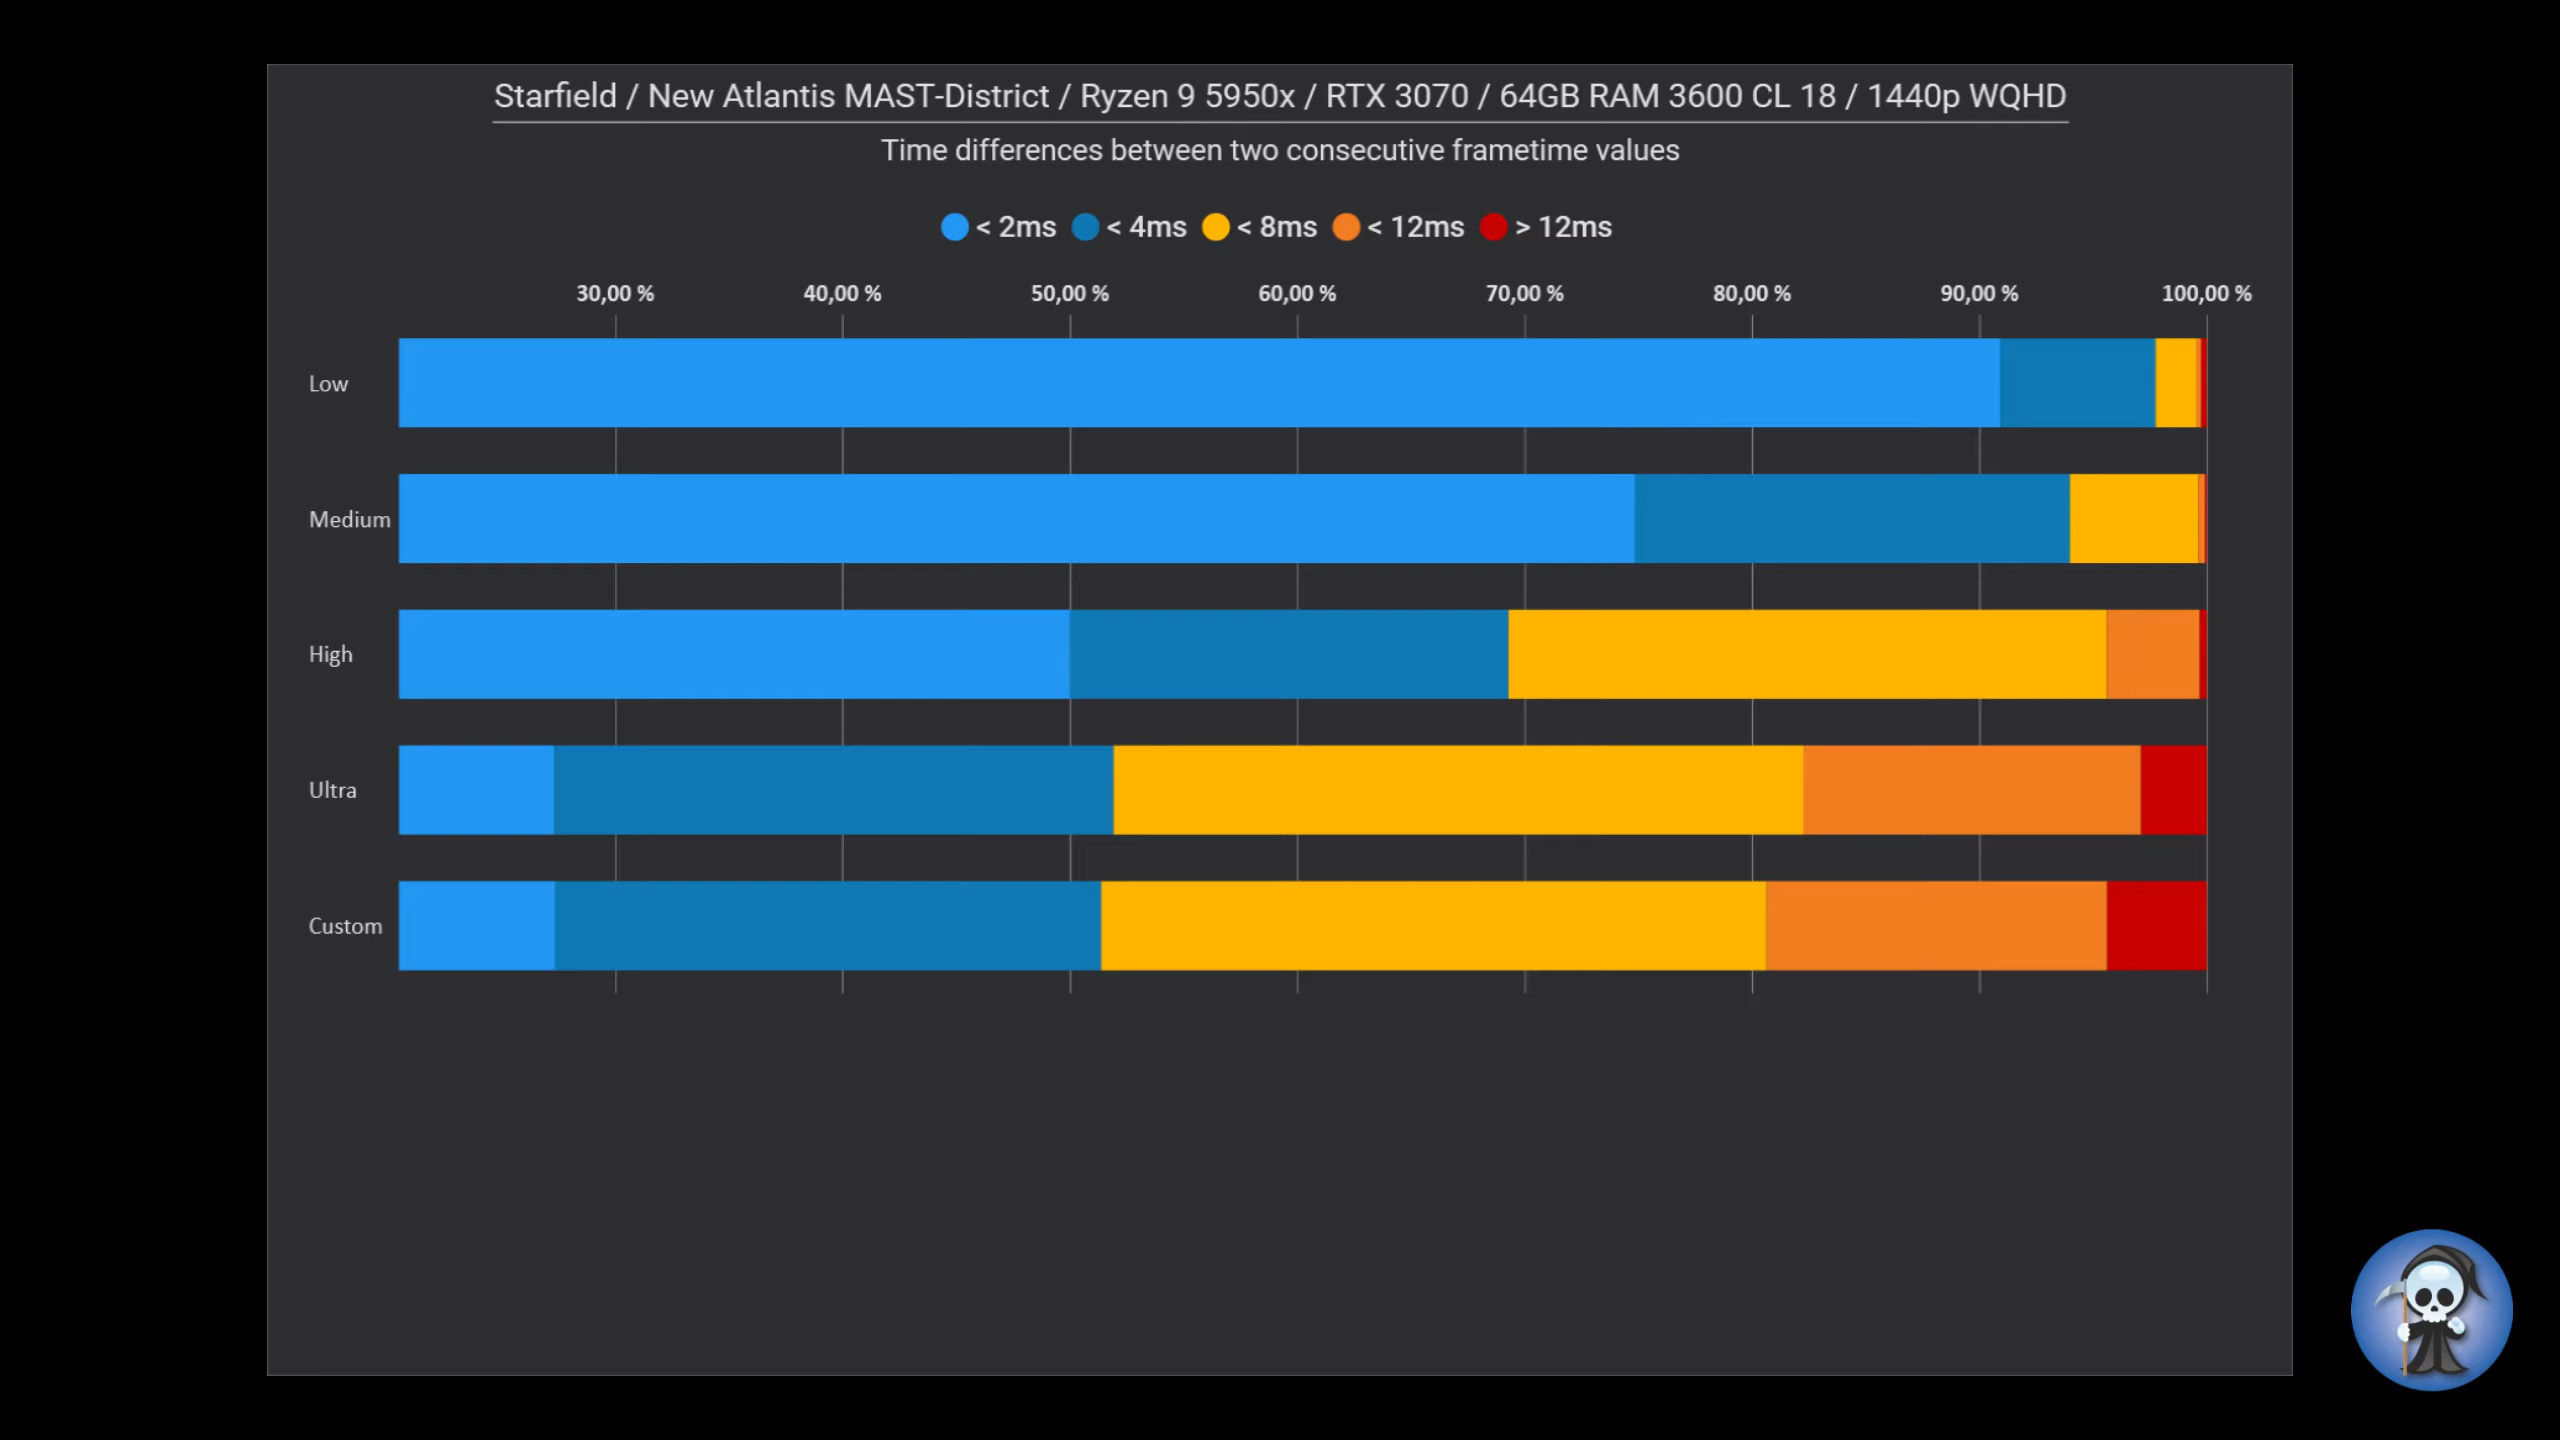 Starfield / New Atlantis MAST-District / Ryzen 9 5950x / RTX 3070 / 64GB RAM 3600 CL 18 / 1440p WQHD
Time differences between two consecutive frametime values
< 2ms < 4ms < 8ms < 12ms > 12ms
30,00 % 40,00 % 50,00 % 60,00 % 70,00 % 80,00 % 90,00 % 100,00 %
Low
Medium
High
Ultra
Custom